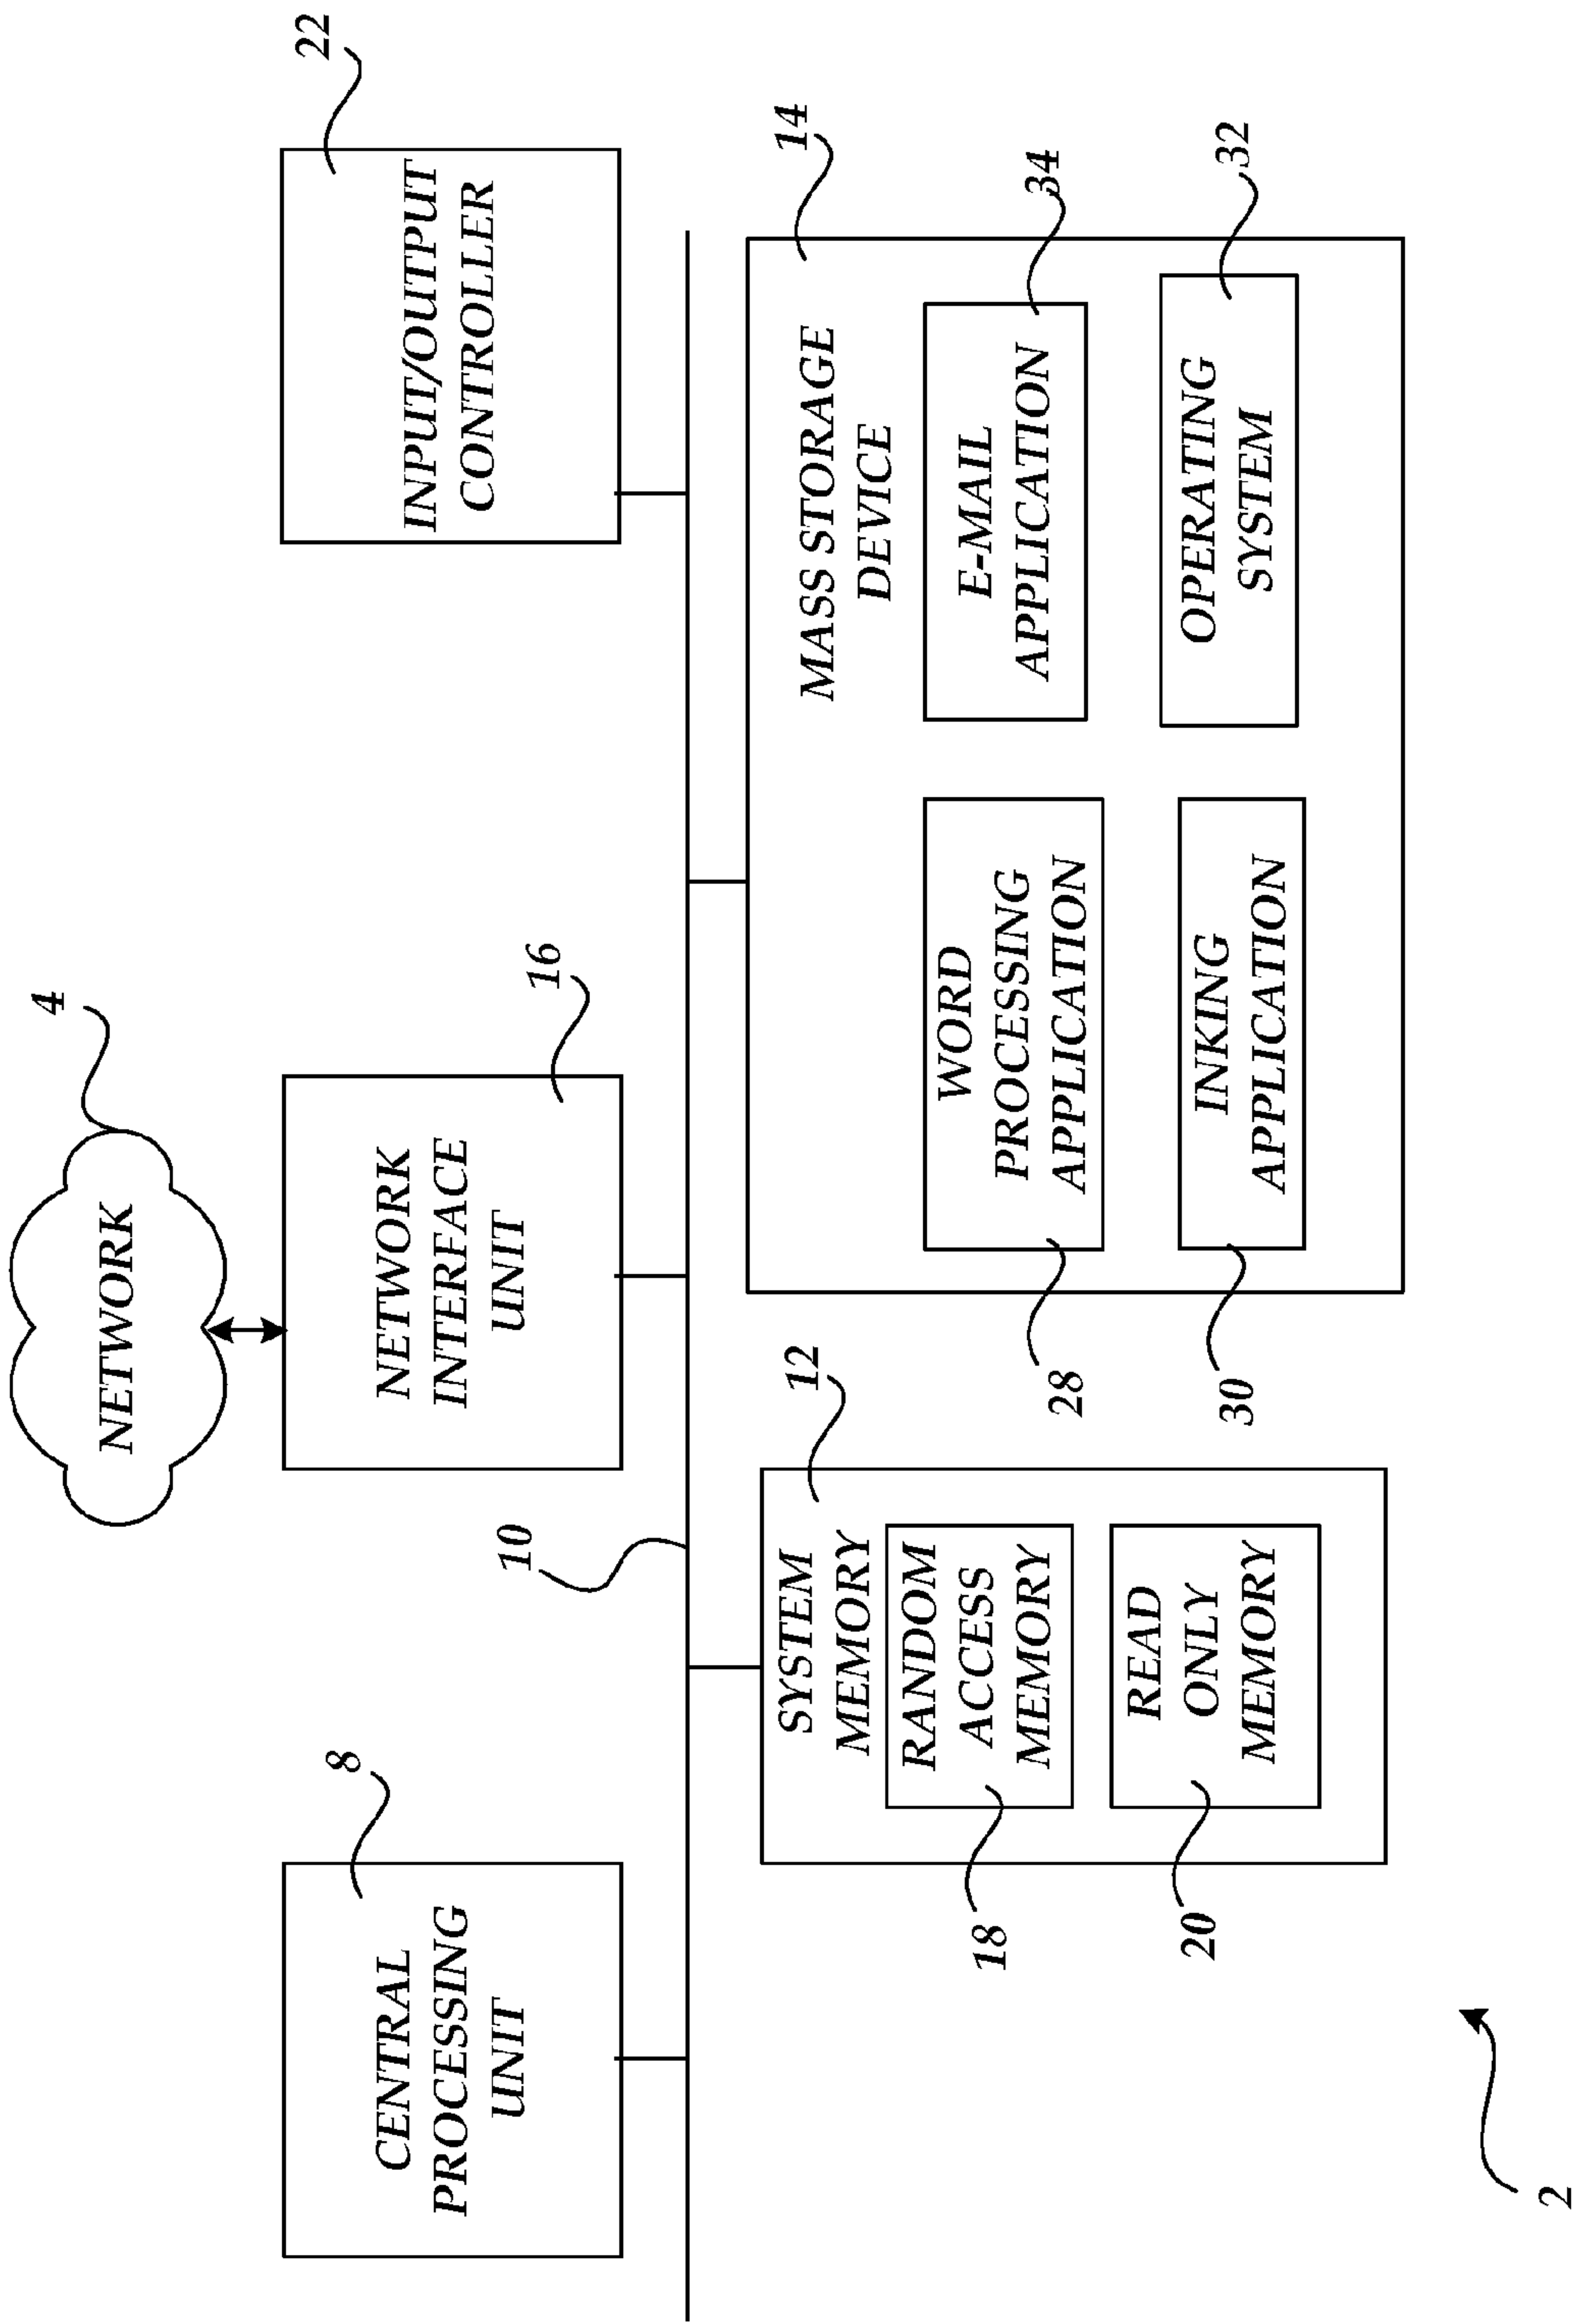 4
NETWORK
8
10
16
22
CENTRAL
PROCESSING
UNIT
NETWORK
INTERFACE
UNIT
INPUT/OUTPUT
CONTROLLER
12
14
SYSTEM
MEMORY
RANDOM
ACCESS
MEMORY
18
READ
ONLY
MEMORY
20
MASS STORAGE
DEVICE
WORD
PROCESSING
APPLICATION
28
E-MAIL
APPLICATION
34
INKING
APPLICATION
30
OPERATING
SYSTEM
32
2